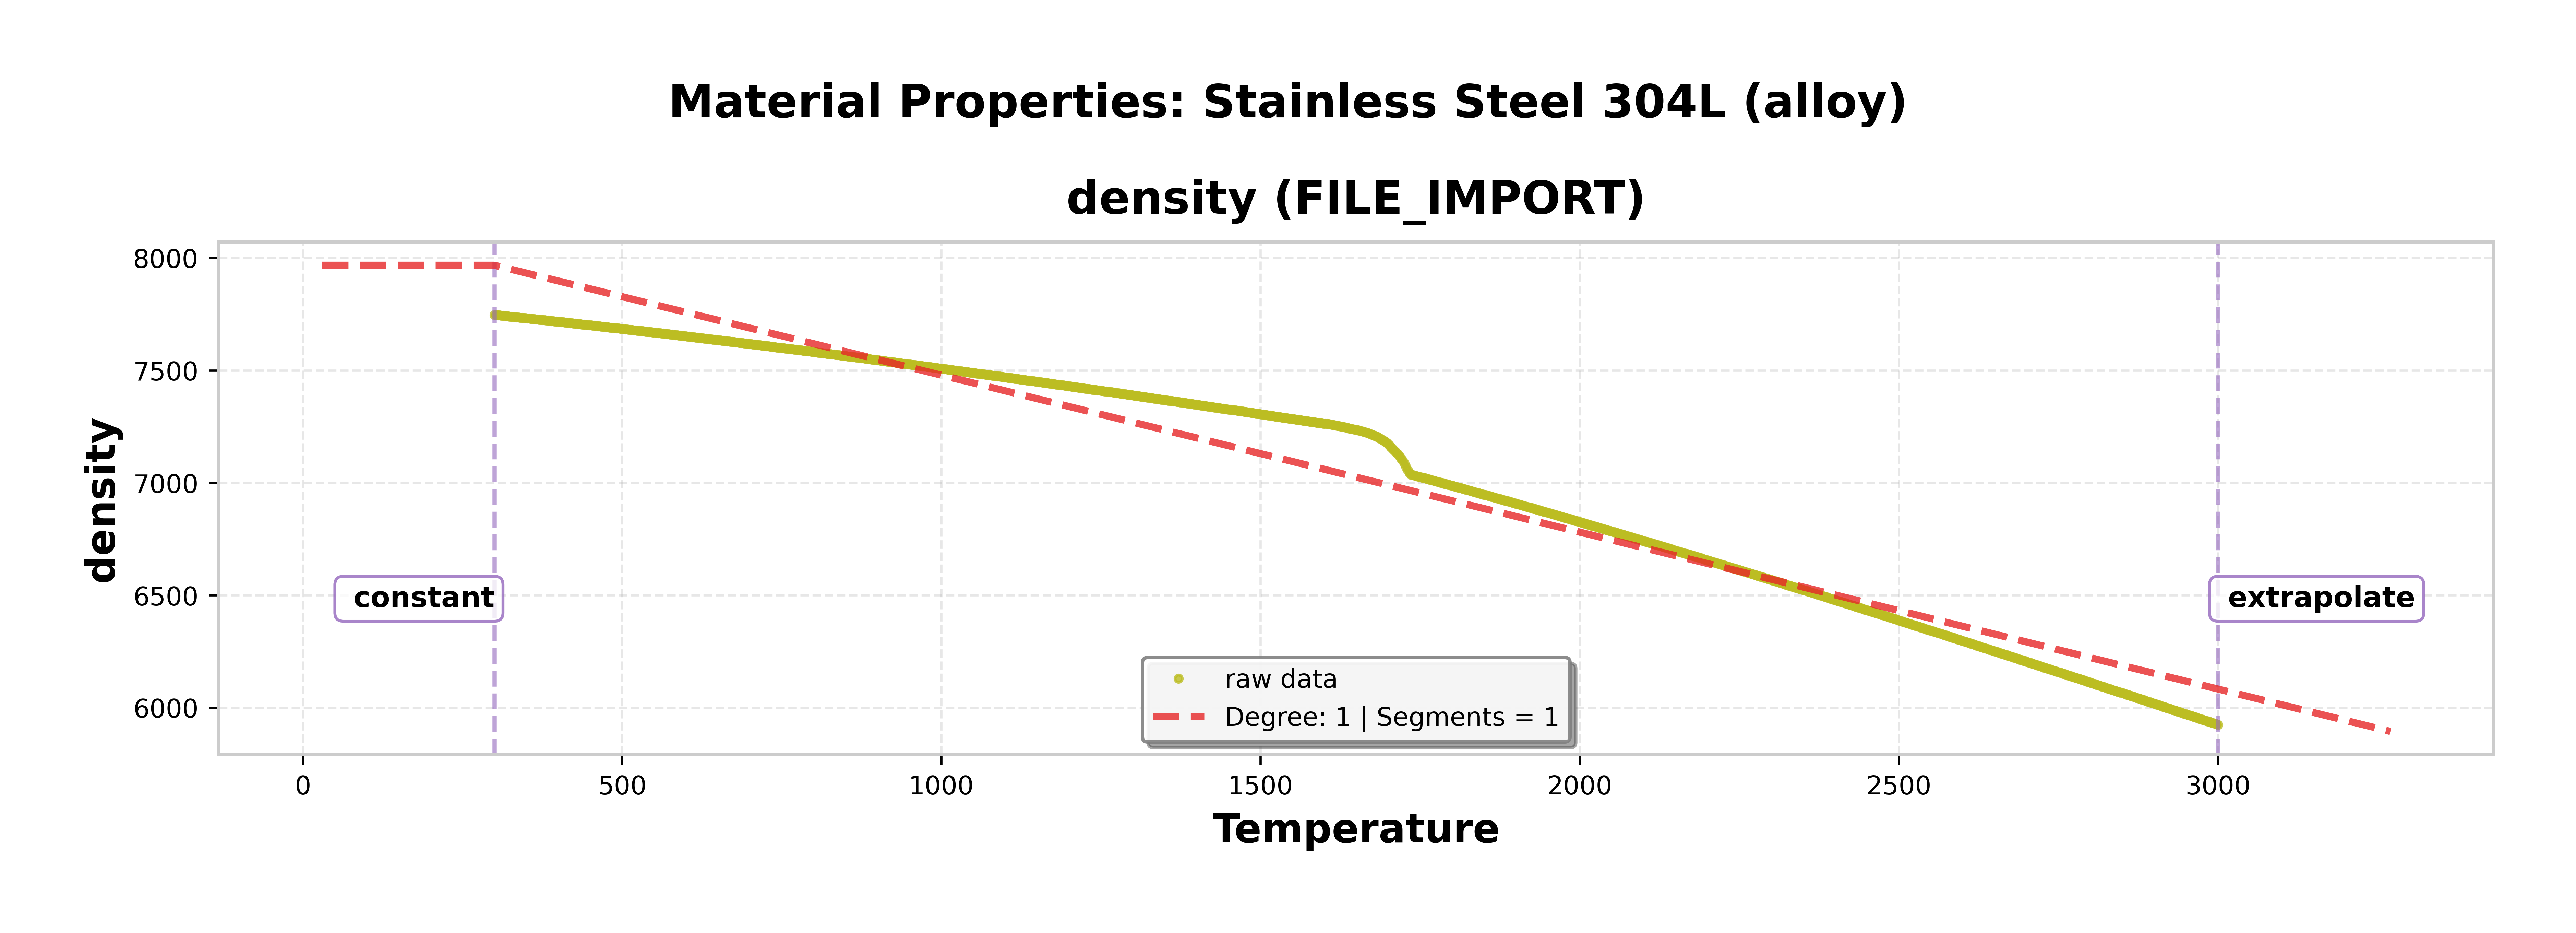 Material Properties: Stainless Steel 304L (alloy)
density (FILE_IMPORT)
8000
7500
7000
6500
6000
density
constant
extrapolate
raw data
Degree: 1 | Segments = 1
0 500 1000 1500 2000 2500 3000
Temperature